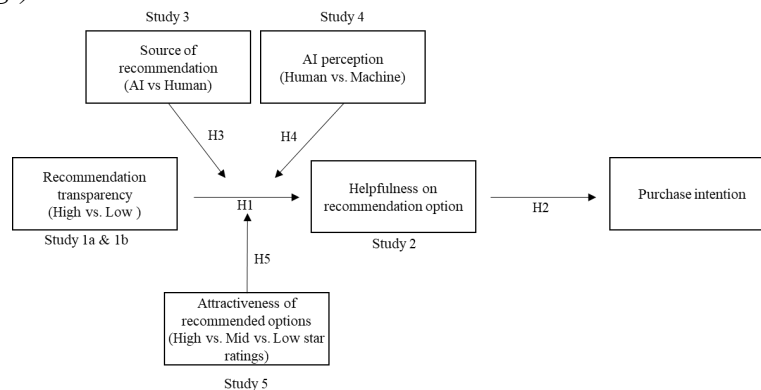 Study 3
Study 4
Source of
recommendation
(AI vs Human)
AI perception
(Human vs. Machine)
H3
H4
Recommendation
transparency
(High vs. Low )
Helpfulness on
recommendation option
Purchase intention
H1
H2
Study 1a & 1b
Study 2
H5
Attractiveness of
recommended options
(High vs. Mid vs. Low star
ratings)
Study 5